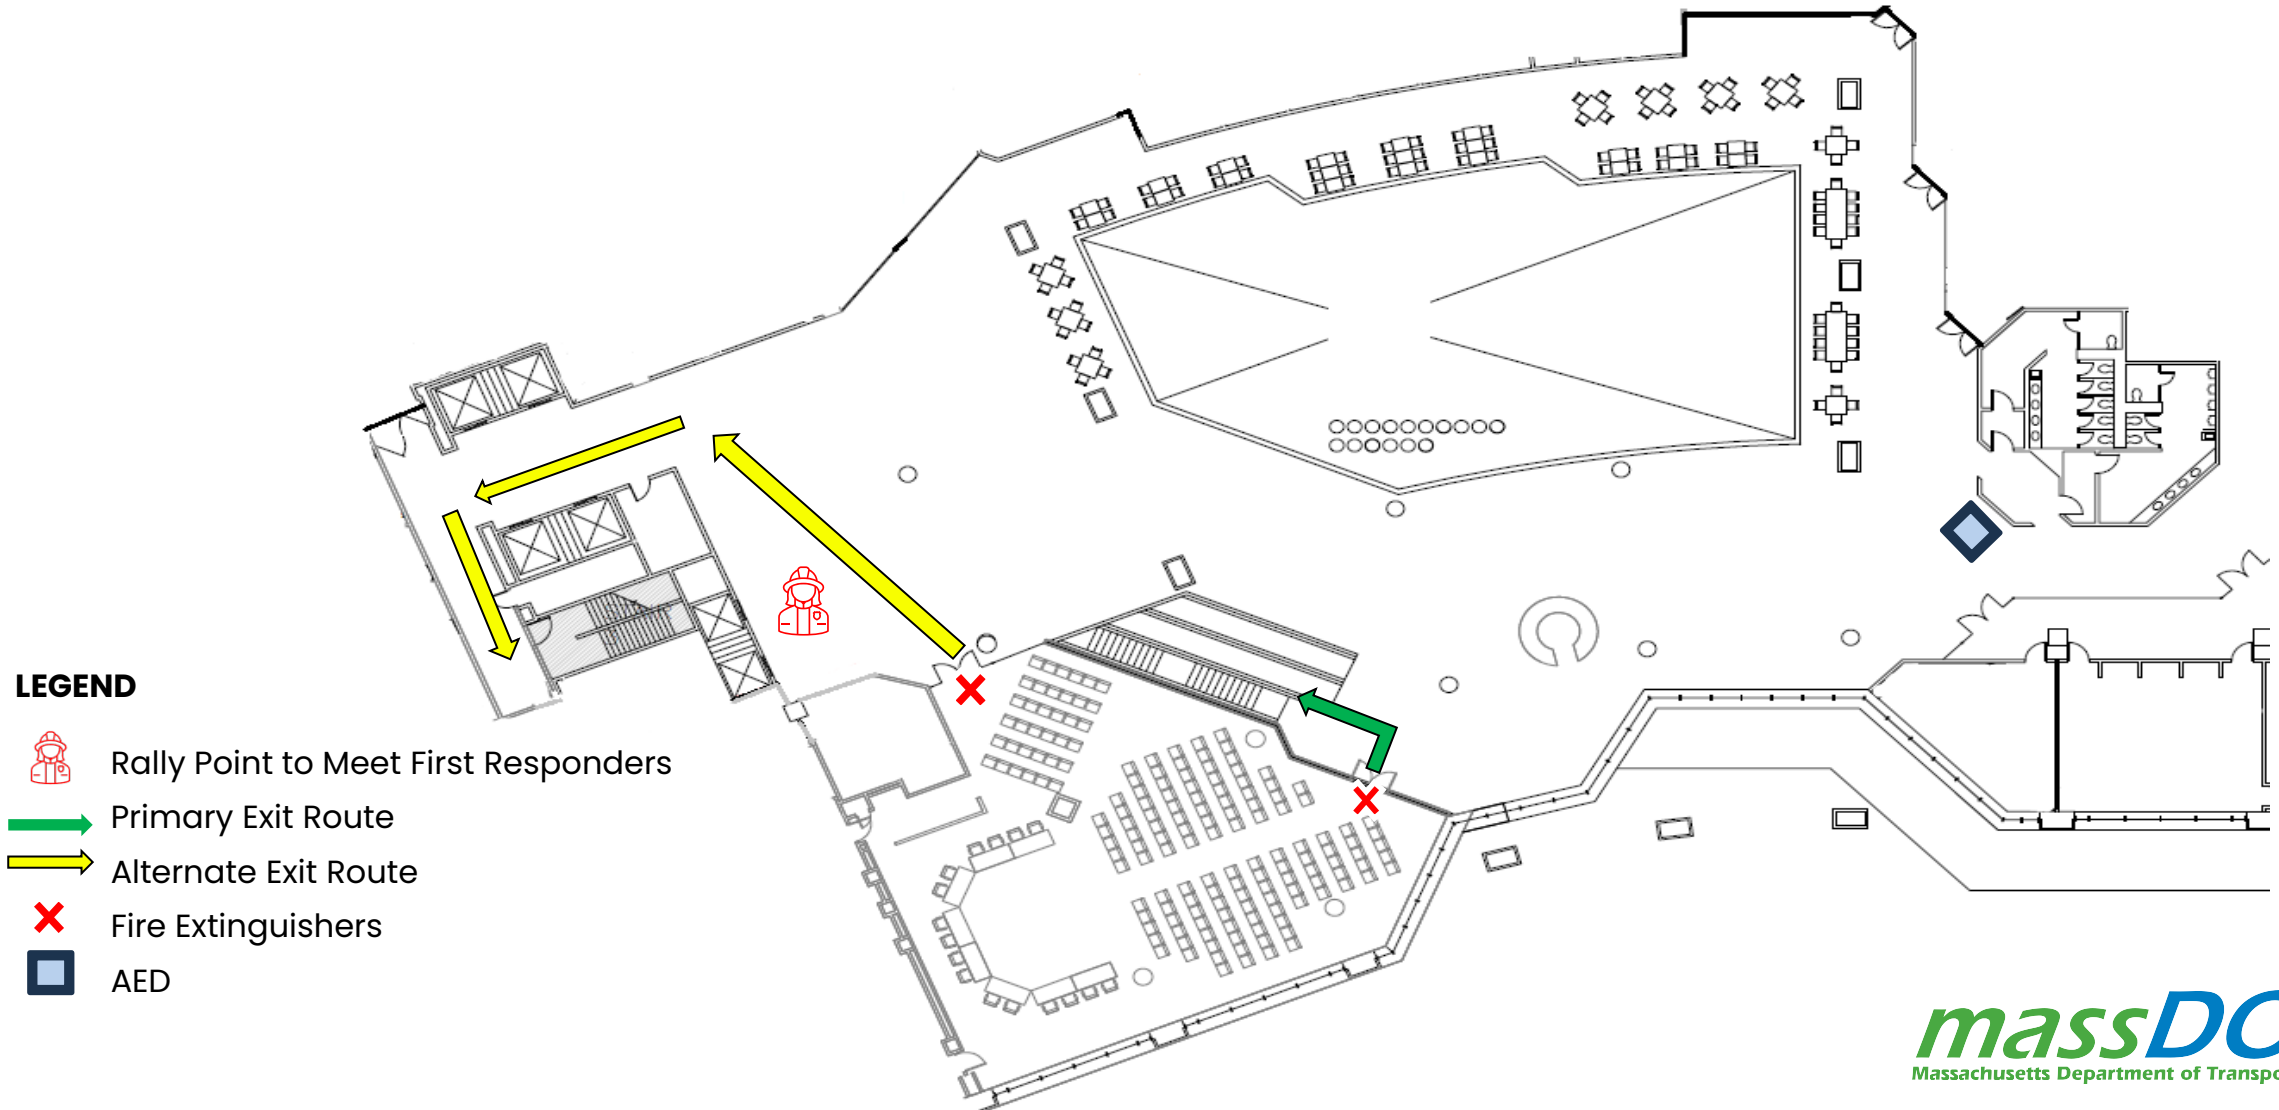 LEGEND
Rally Point to Meet First Responders
Primary Exit Route
Alternate Exit Route
Fire Extinguishers
AED
massDO
Massachusetts Department of Transpo